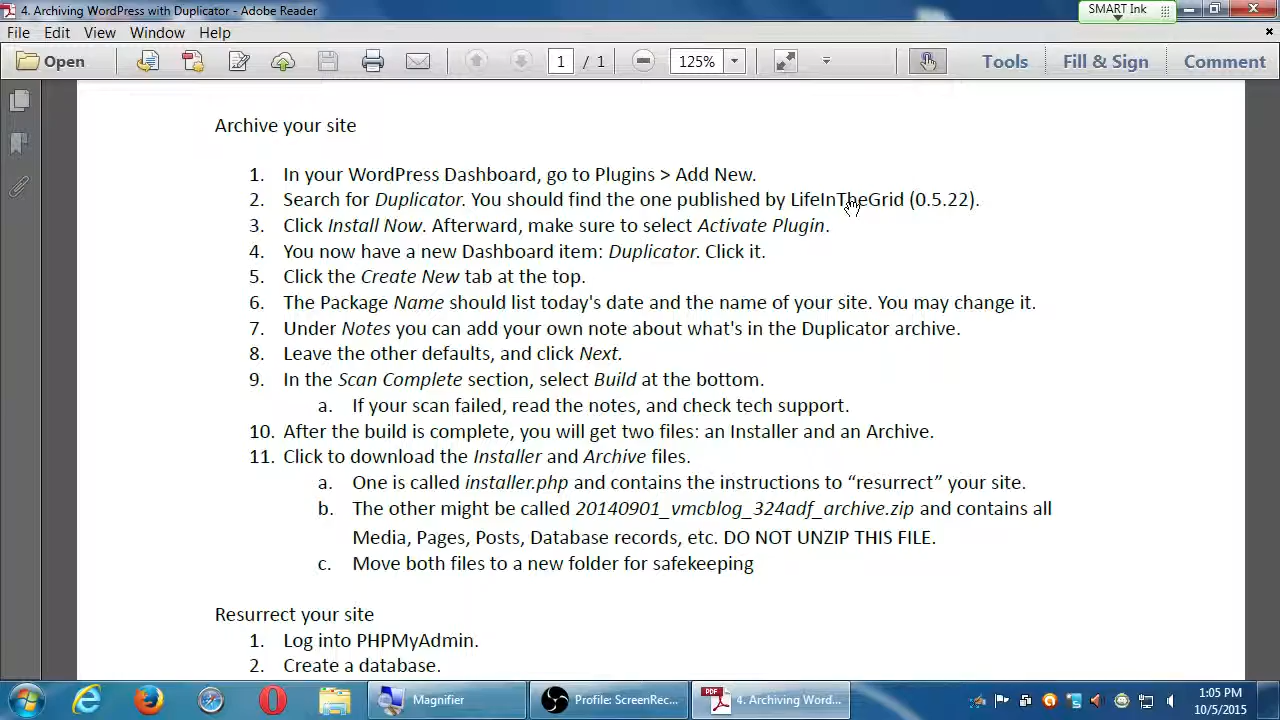 4. Archiving WordPress with Duplicator - Adobe Reader
SMART Ink
File Edit View Window Help
Open 1 / 1 125% Tools Fill & Sign Comment
Archive your site
1. In your WordPress Dashboard, go to Plugins > Add New.
2. Search for Duplicator. You should find the one published by LifeInTheGrid (0.5.22).
3. Click Install Now. Afterward, make sure to select Activate Plugin.
4. You now have a new Dashboard item: Duplicator. Click it.
5. Click the Create New tab at the top.
6. The Package Name should list today's date and the name of your site. You may change it.
7. Under Notes you can add your own note about what's in the Duplicator archive.
8. Leave the other defaults, and click Next.
9. In the Scan Complete section, select Build at the bottom.
a. If your scan failed, read the notes, and check tech support.
10. After the build is complete, you will get two files: an Installer and an Archive.
11. Click to download the Installer and Archive files.
a. One is called installer.php and contains the instructions to “resurrect” your site.
b. The other might be called 20140901_vmcblog_324adf_archive.zip and contains all
Media, Pages, Posts, Database records, etc. DO NOT UNZIP THIS FILE.
c. Move both files to a new folder for safekeeping
Resurrect your site
1. Log into PHPMyAdmin.
2. Create a database.
Magnifier
Profile: ScreenRec...
PDF
4. Archiving Word...
1:05 PM
10/5/2015